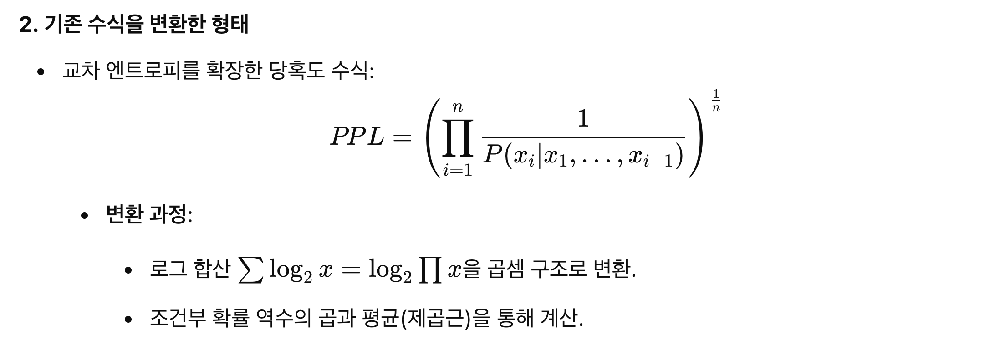 2. 기존 수식을 변환한 형태
• 교차 엔트로피를 확장한 당혹도 수식:
$PPL = \left( \prod_{i=1}^{n} \frac{1}{P(x_i|x_1, \ldots, x_{i-1})} \right)^{\frac{1}{n}}$
• 변환 과정:
• 로그 합산 $\sum \log_2 x = \log_2 \prod x$을 곱셈 구조로 변환.
• 조건부 확률 역수의 곱과 평균(제곱근)을 통해 계산.